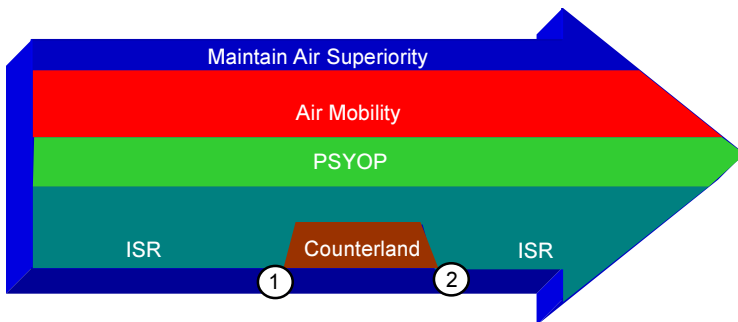 Maintain Air Superiority
Air Mobility
PSYOP
ISR Counterland ISR
1 2